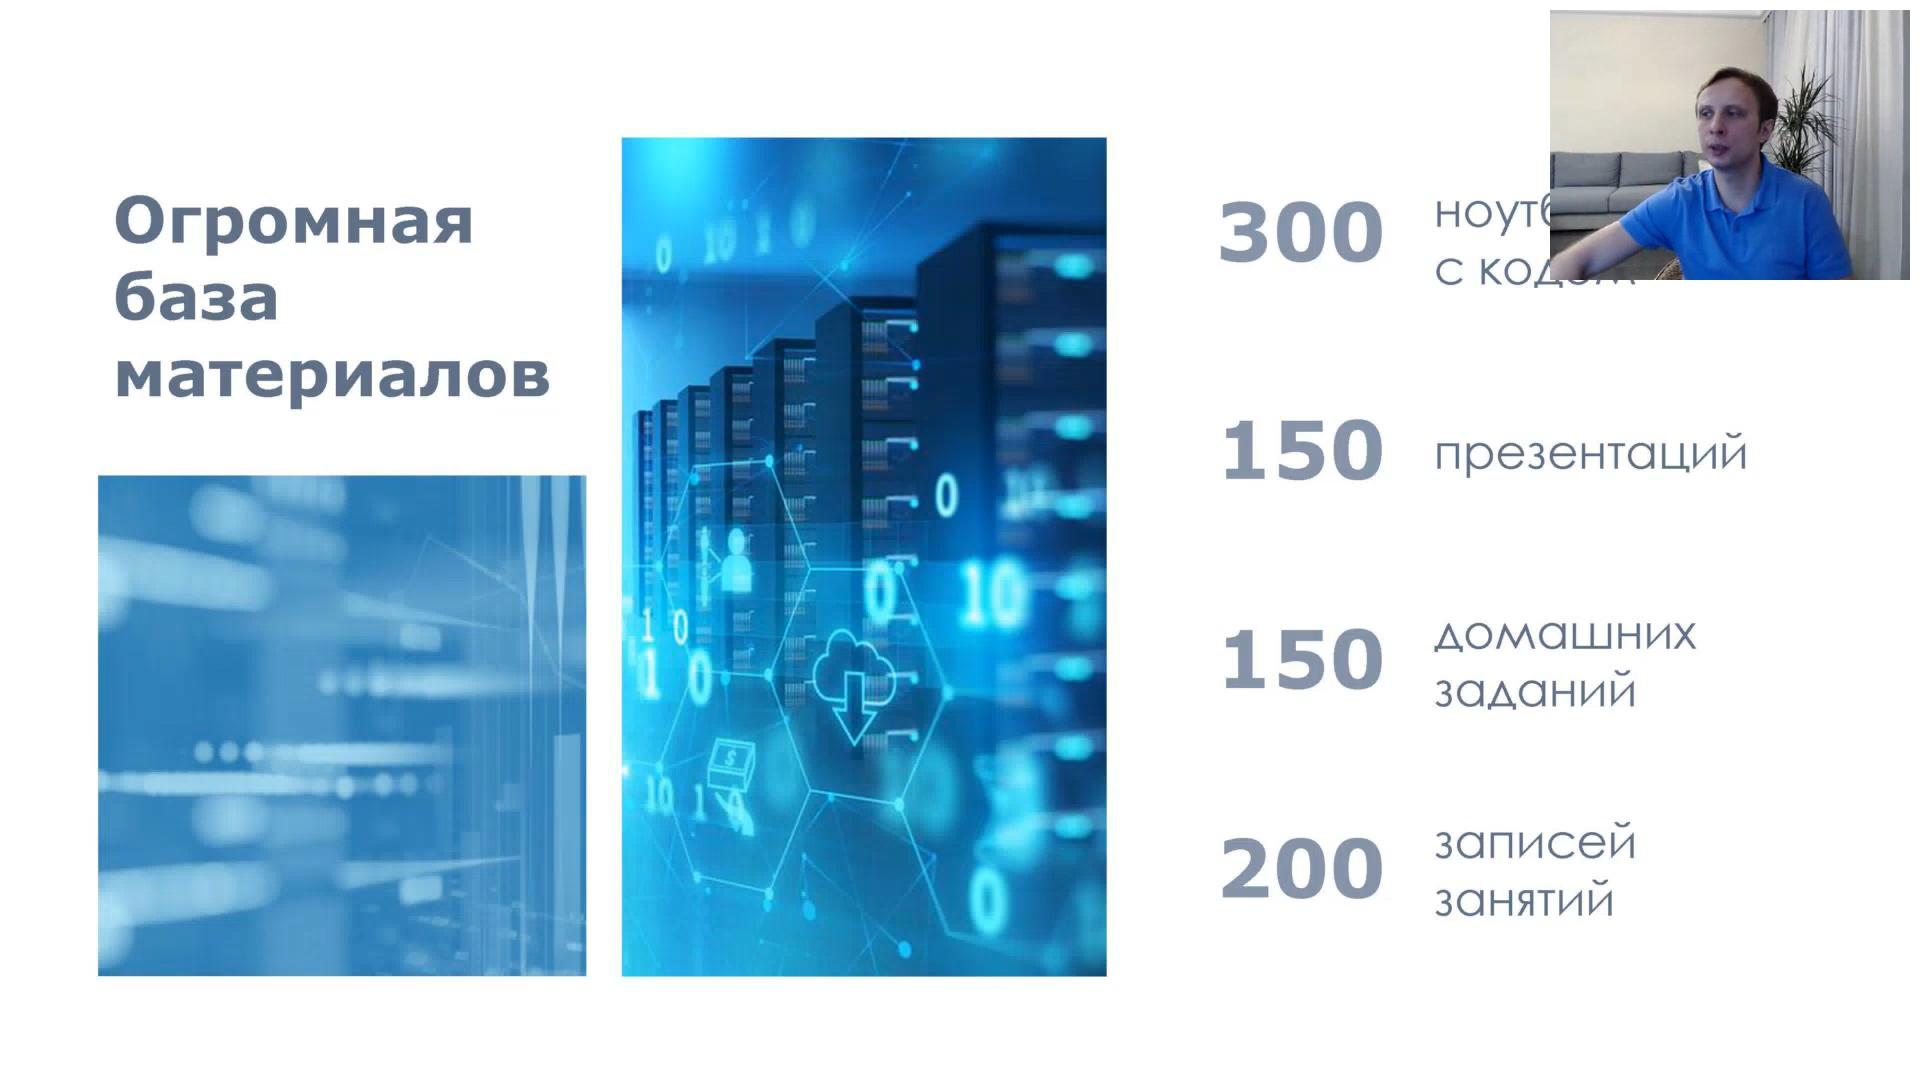 Огромная
база
материалов
300
с
150
презентаций
150
домашних
заданий
200
записей
занятий